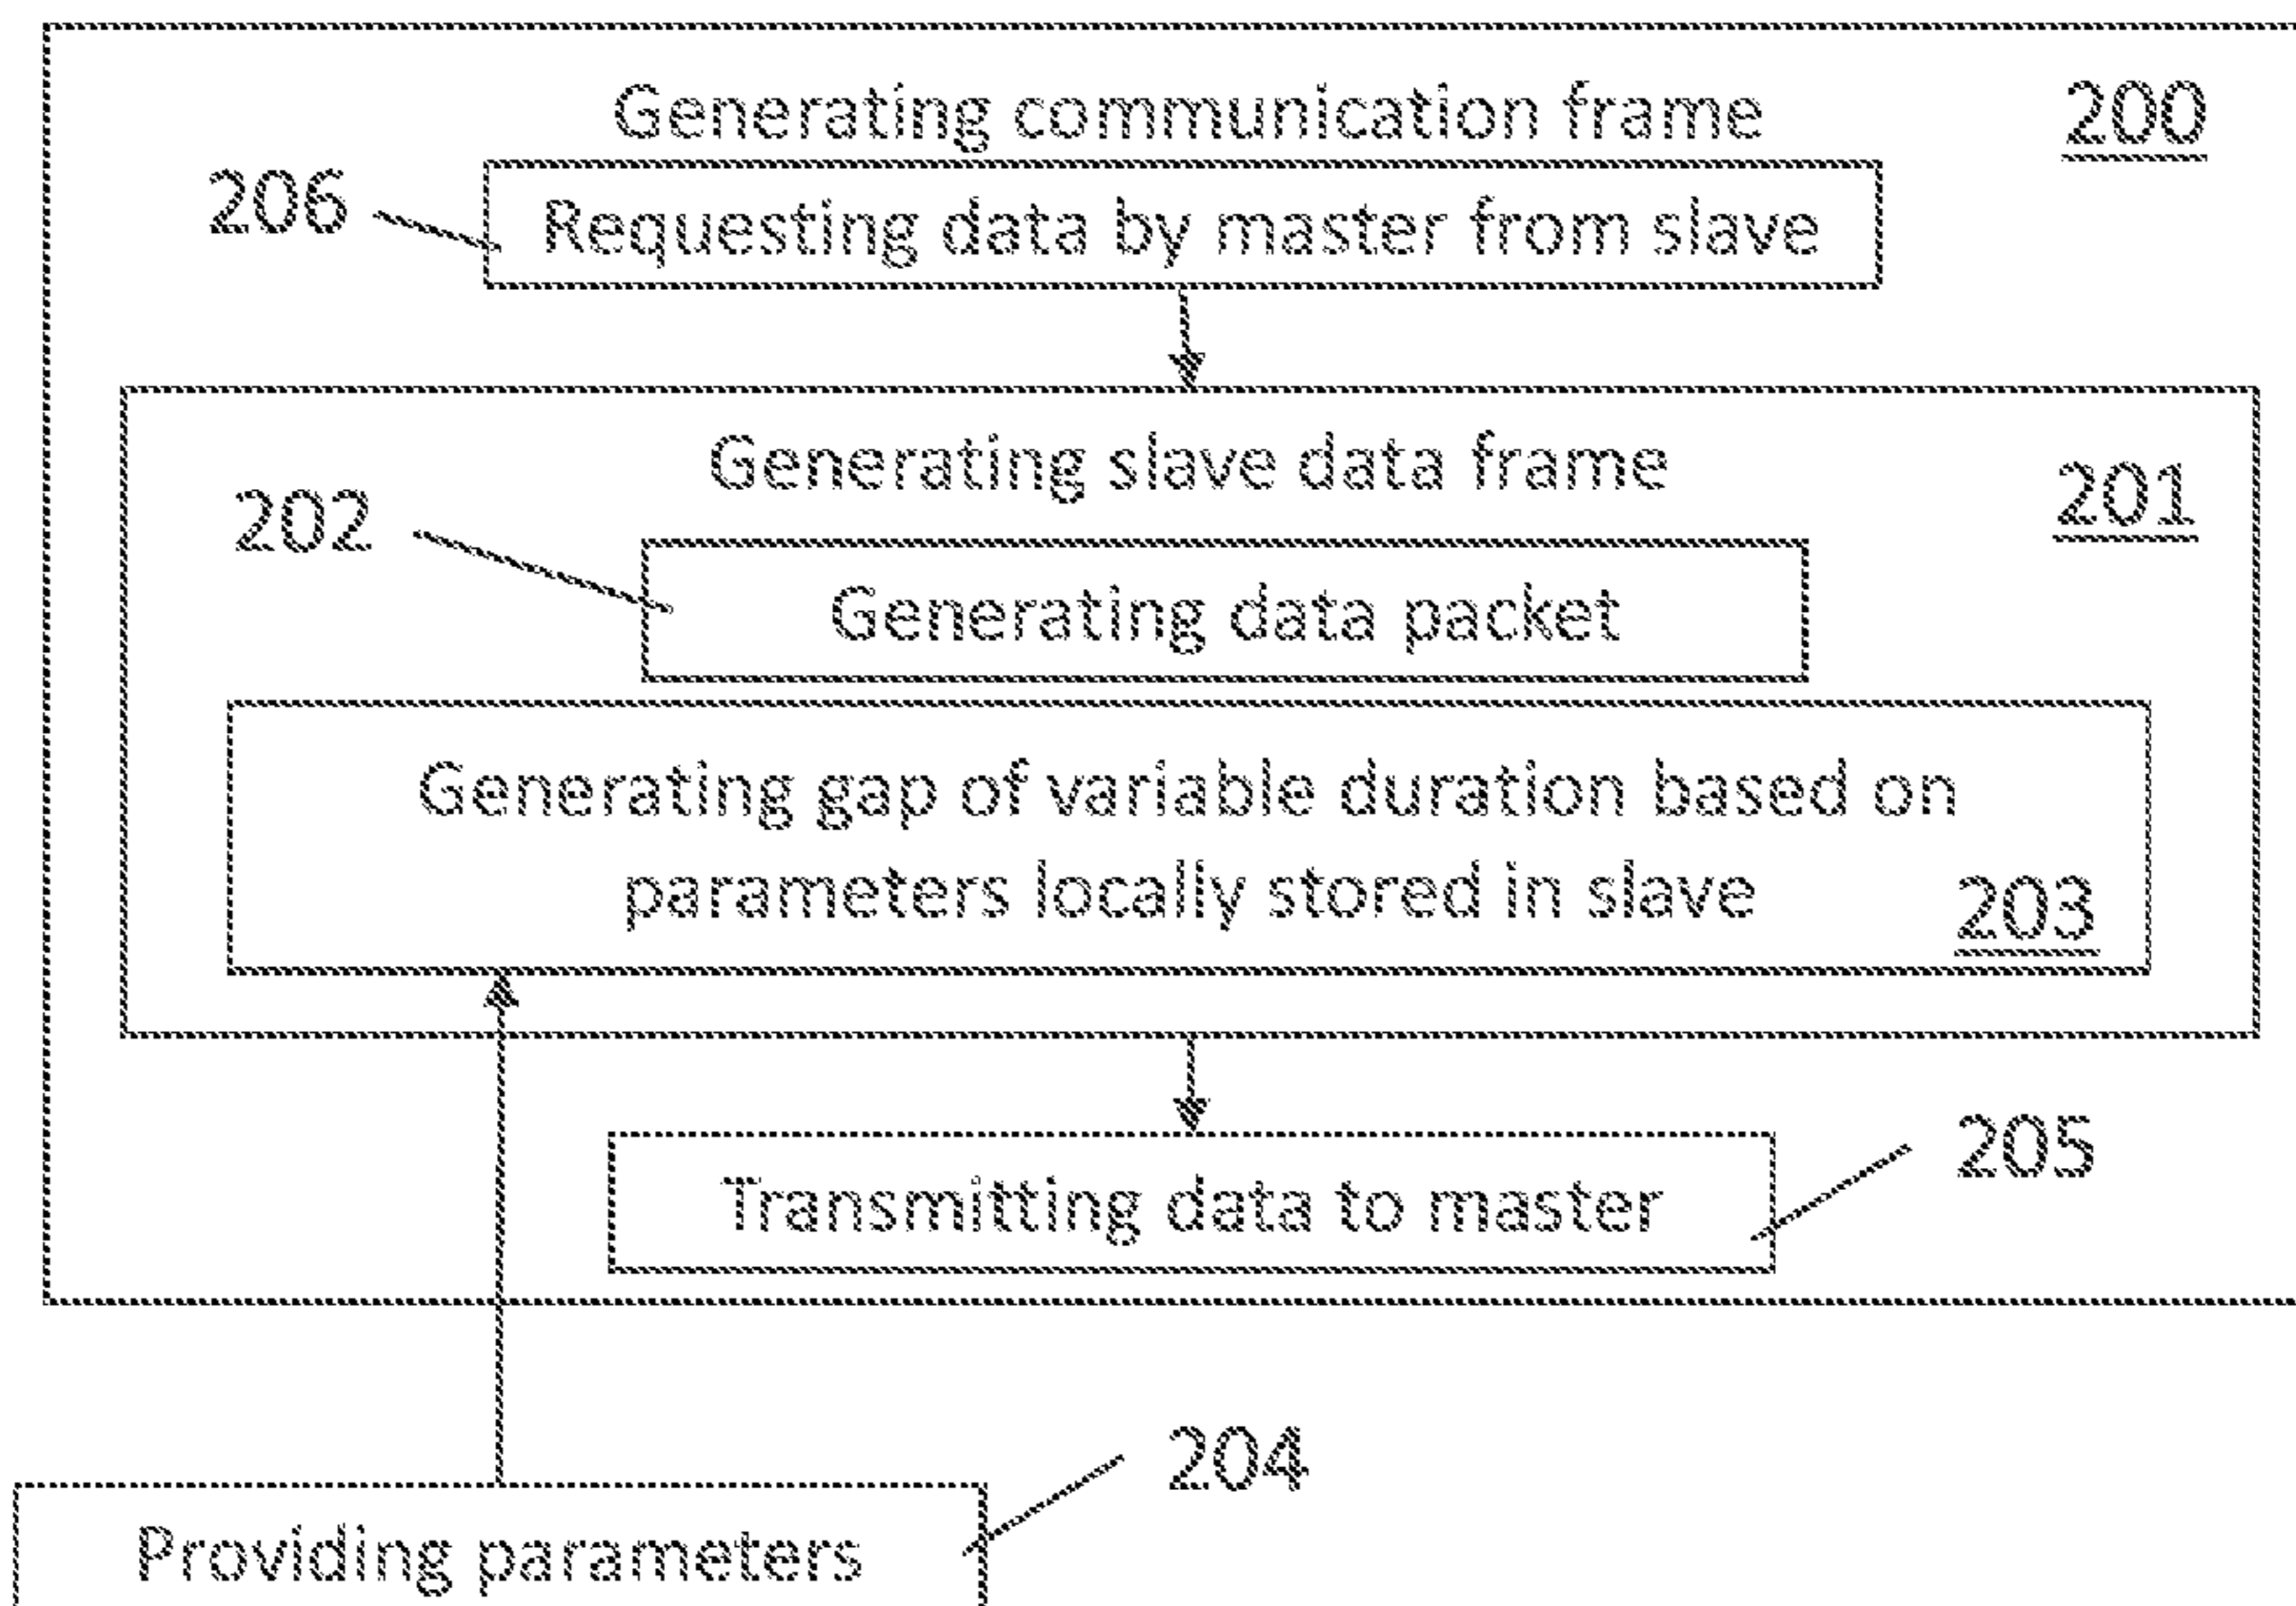 Generating communication frame 200
206 Requesting data by master from slave
Generating slave data frame
201
202
Generating data packet
Generating gap of variable duration based on
parameters locally stored in slave 203
Transmitting data to master 205
204
Providing parameters